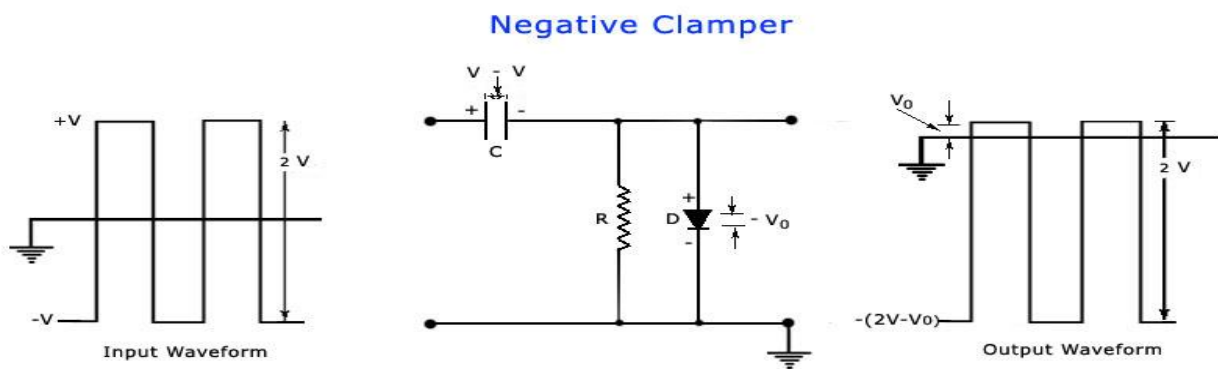 Negative Clamper
V - V
+ -
C
+V
2 V
-V
Input Waveform
R
D
+
-
- V₀
V₀
2 V
-(2V-V₀)
Output Waveform